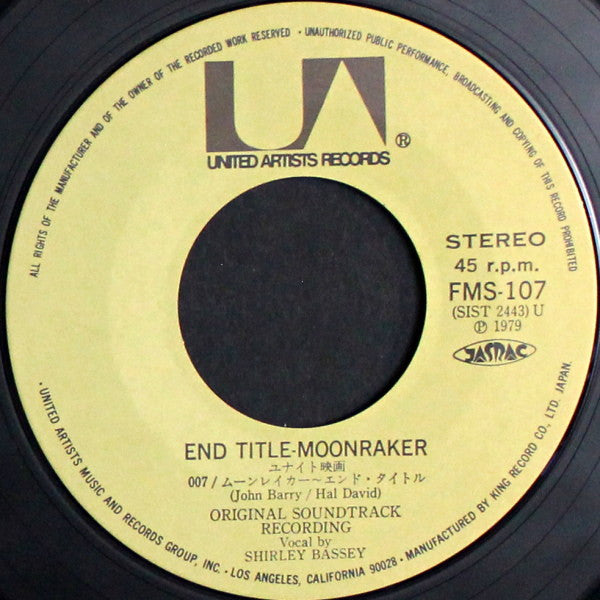 ALL RIGHTS OF THE MANUFACTURER AND OF THE OWNER OF THE RECORDED WORK RESERVED • UNAUTHORIZED PUBLIC PERFORMANCE, BROADCASTING AND COPYING OF THIS RECORD PROHIBITED
UA
UNITED ARTISTS RECORDS ®
STEREO
45 r.p.m.
FMS-107
(SIST 2443) U
Ⓟ 1979
JASRAC
END TITLE-MOONRAKER
ユナイト映画
007/ムーンレイカー〜エンド・タイトル
(John Barry / Hal David)
ORIGINAL SOUNDTRACK
RECORDING
Vocal by
SHIRLEY BASSEY
• UNITED ARTISTS MUSIC AND RECORDS GROUP, INC. • LOS ANGELES, CALIFORNIA 90028 • MANUFACTURED BY KING RECORD CO., LTD. JAPAN.